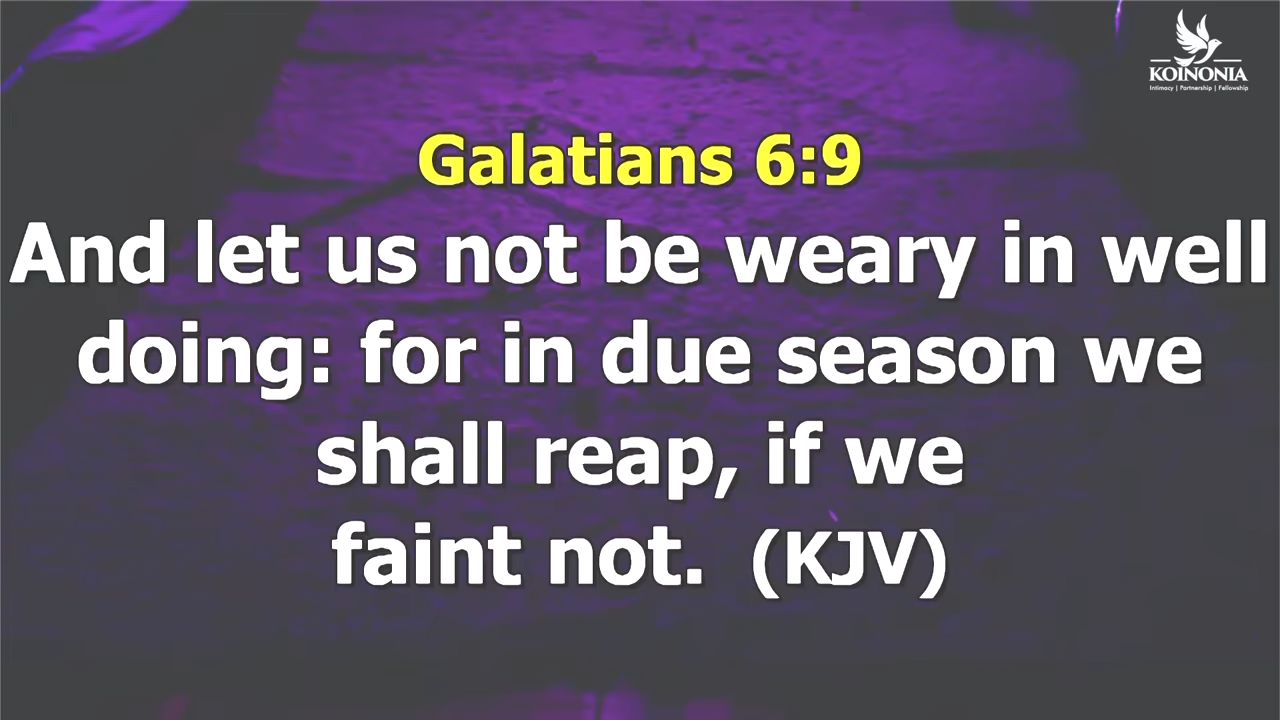 KOINONIA
Intimacy | Partnership | Fellowship
Galatians 6:9
And let us not be weary in well
doing: for in due season we
shall reap, if we
faint not. (KJV)